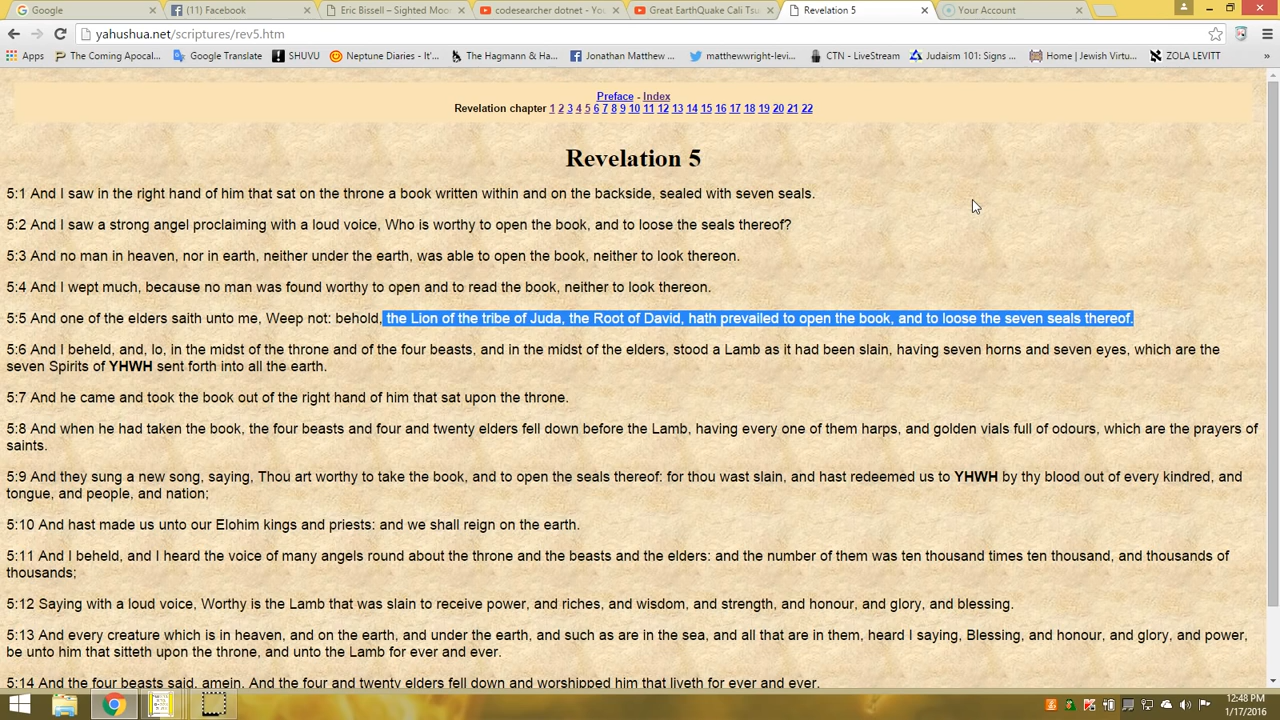 Google
(11) Facebook
Eric Bissell – Sighted Moo
codesearcher dotnet - You
Great EarthQuake Cali Tsu
Revelation 5
Your Account
yahushua.net/scriptures/rev5.htm
Apps
The Coming Apocal...
Google Translate
SHUVU
Neptune Diaries - It'...
The Hagmann & Ha...
Jonathan Matthew ...
matthewwright-levi...
CTN - LiveStream
Judaism 101: Signs ...
Home | Jewish Virtu...
ZOLA LEVITT
Preface - Index
Revelation chapter 1 2 3 4 5 6 7 8 9 10 11 12 13 14 15 16 17 18 19 20 21 22
Revelation 5
5:1 And I saw in the right hand of him that sat on the throne a book written within and on the backside, sealed with seven seals.
5:2 And I saw a strong angel proclaiming with a loud voice, Who is worthy to open the book, and to loose the seals thereof?
5:3 And no man in heaven, nor in earth, neither under the earth, was able to open the book, neither to look thereon.
5:4 And I wept much, because no man was found worthy to open and to read the book, neither to look thereon.
5:5 And one of the elders saith unto me, Weep not: behold, the Lion of the tribe of Juda, the Root of David, hath prevailed to open the book, and to loose the seven seals thereof.
5:6 And I beheld, and, lo, in the midst of the throne and of the four beasts, and in the midst of the elders, stood a Lamb as it had been slain, having seven horns and seven eyes, which are the
seven Spirits of YHWH sent forth into all the earth.
5:7 And he came and took the book out of the right hand of him that sat upon the throne.
5:8 And when he had taken the book, the four beasts and four and twenty elders fell down before the Lamb, having every one of them harps, and golden vials full of odours, which are the prayers of
saints.
5:9 And they sung a new song, saying, Thou art worthy to take the book, and to open the seals thereof: for thou wast slain, and hast redeemed us to YHWH by thy blood out of every kindred, and
tongue, and people, and nation;
5:10 And hast made us unto our Elohim kings and priests: and we shall reign on the earth.
5:11 And I beheld, and I heard the voice of many angels round about the throne and the beasts and the elders: and the number of them was ten thousand times ten thousand, and thousands of
thousands;
5:12 Saying with a loud voice, Worthy is the Lamb that was slain to receive power, and riches, and wisdom, and strength, and honour, and glory, and blessing.
5:13 And every creature which is in heaven, and on the earth, and under the earth, and such as are in the sea, and all that are in them, heard I saying, Blessing, and honour, and glory, and power,
be unto him that sitteth upon the throne, and unto the Lamb for ever and ever.
5:14 And the four beasts said, amein. And the four and twenty elders fell down and worshipped him that liveth for ever and ever.
12:48 PM
1/17/2016